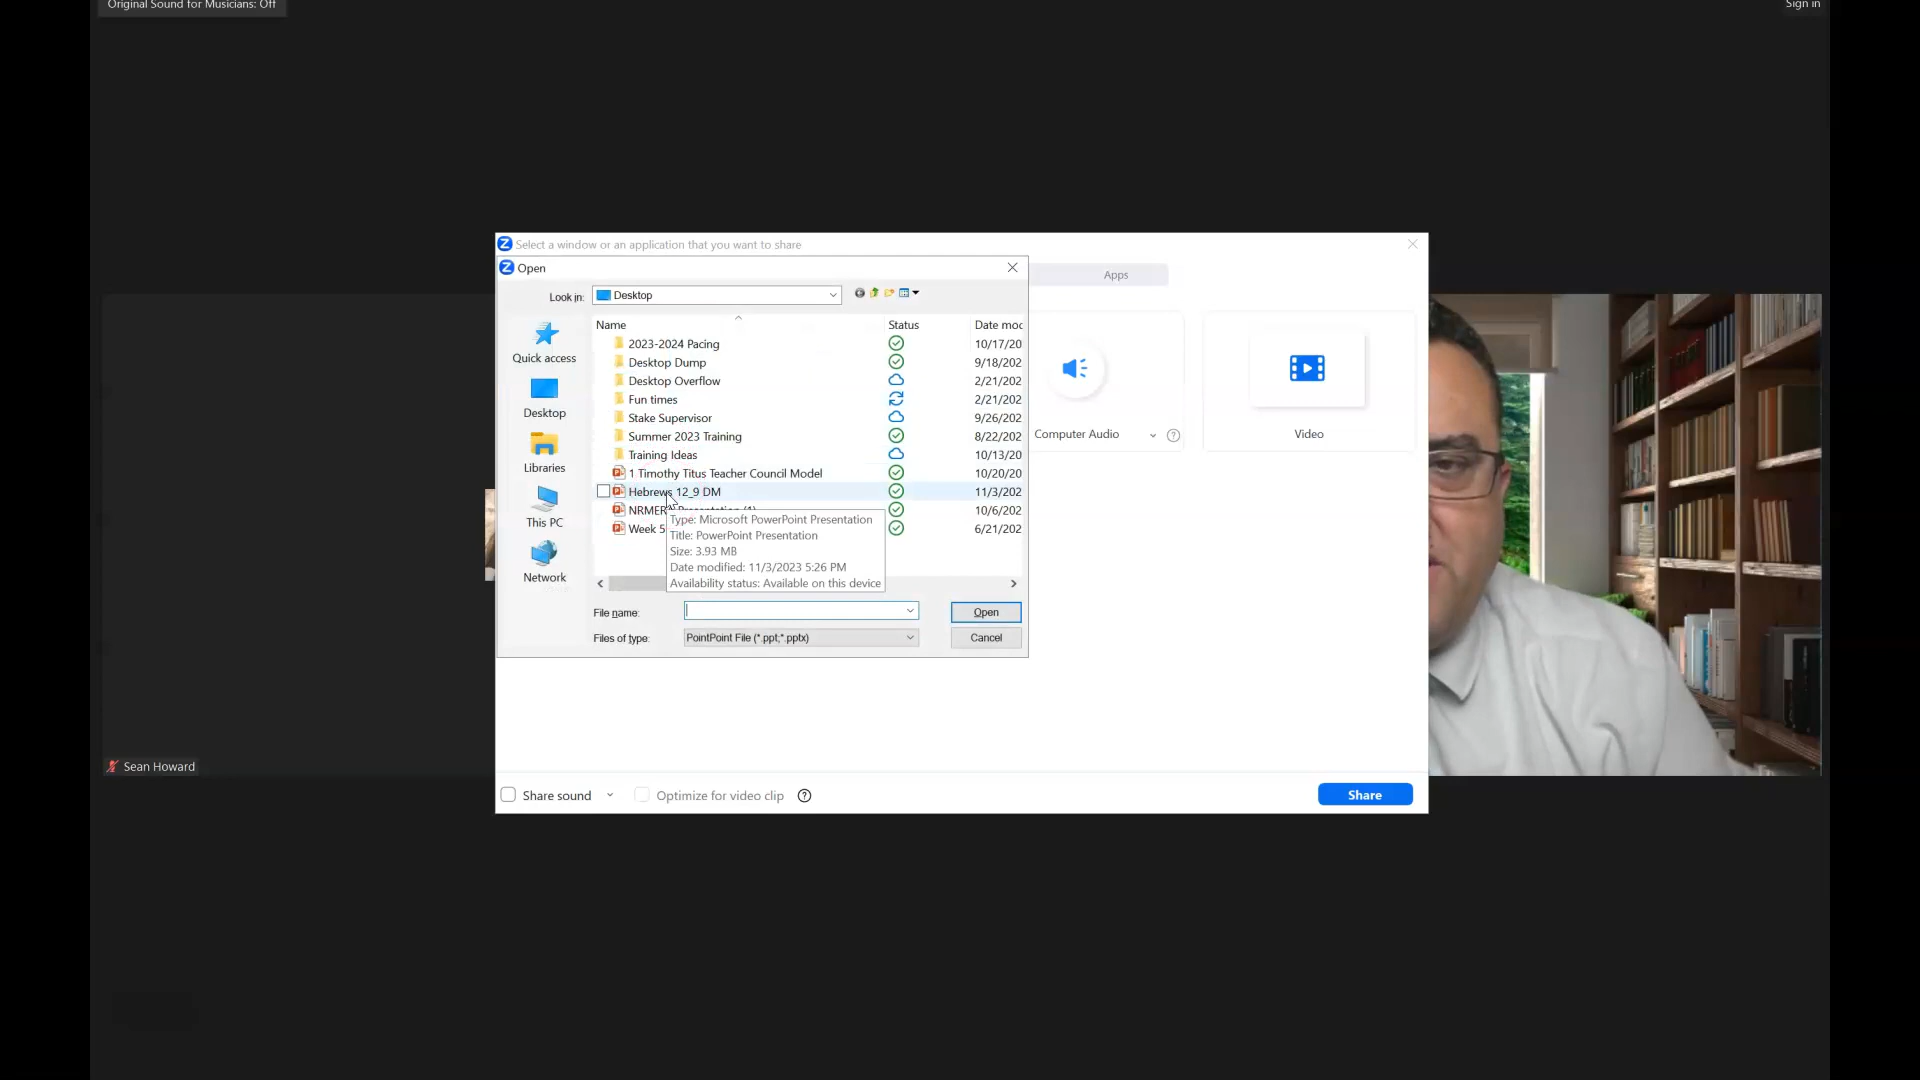 Original Sound for Musicians: Off
Sign in
Select a window or an application that you want to share
Open
Apps
Look in:
Desktop
Name
Status
Date moc
2023-2024 Pacing
10/17/20
Desktop Dump
9/18/202
Desktop Overflow
2/21/202
Fun times
2/21/202
Stake Supervisor
9/26/202
Summer 2023 Training
8/22/202
Training Ideas
10/13/20
1 Timothy Titus Teacher Council Model
10/20/20
Hebrews 12_9 DM
11/3/202
10/6/202
Week 5
6/21/202
Quick access
Desktop
Libraries
This PC
Network
Type: Microsoft PowerPoint Presentation
Title: PowerPoint Presentation
Size: 3.93 MB
Date modified: 11/3/2023 5:26 PM
Availability status: Available on this device
File name:
Open
Files of type:
PointPoint File (*.ppt;*.pptx)
Cancel
Computer Audio
Video
Sean Howard
Share sound
Optimize for video clip
Share